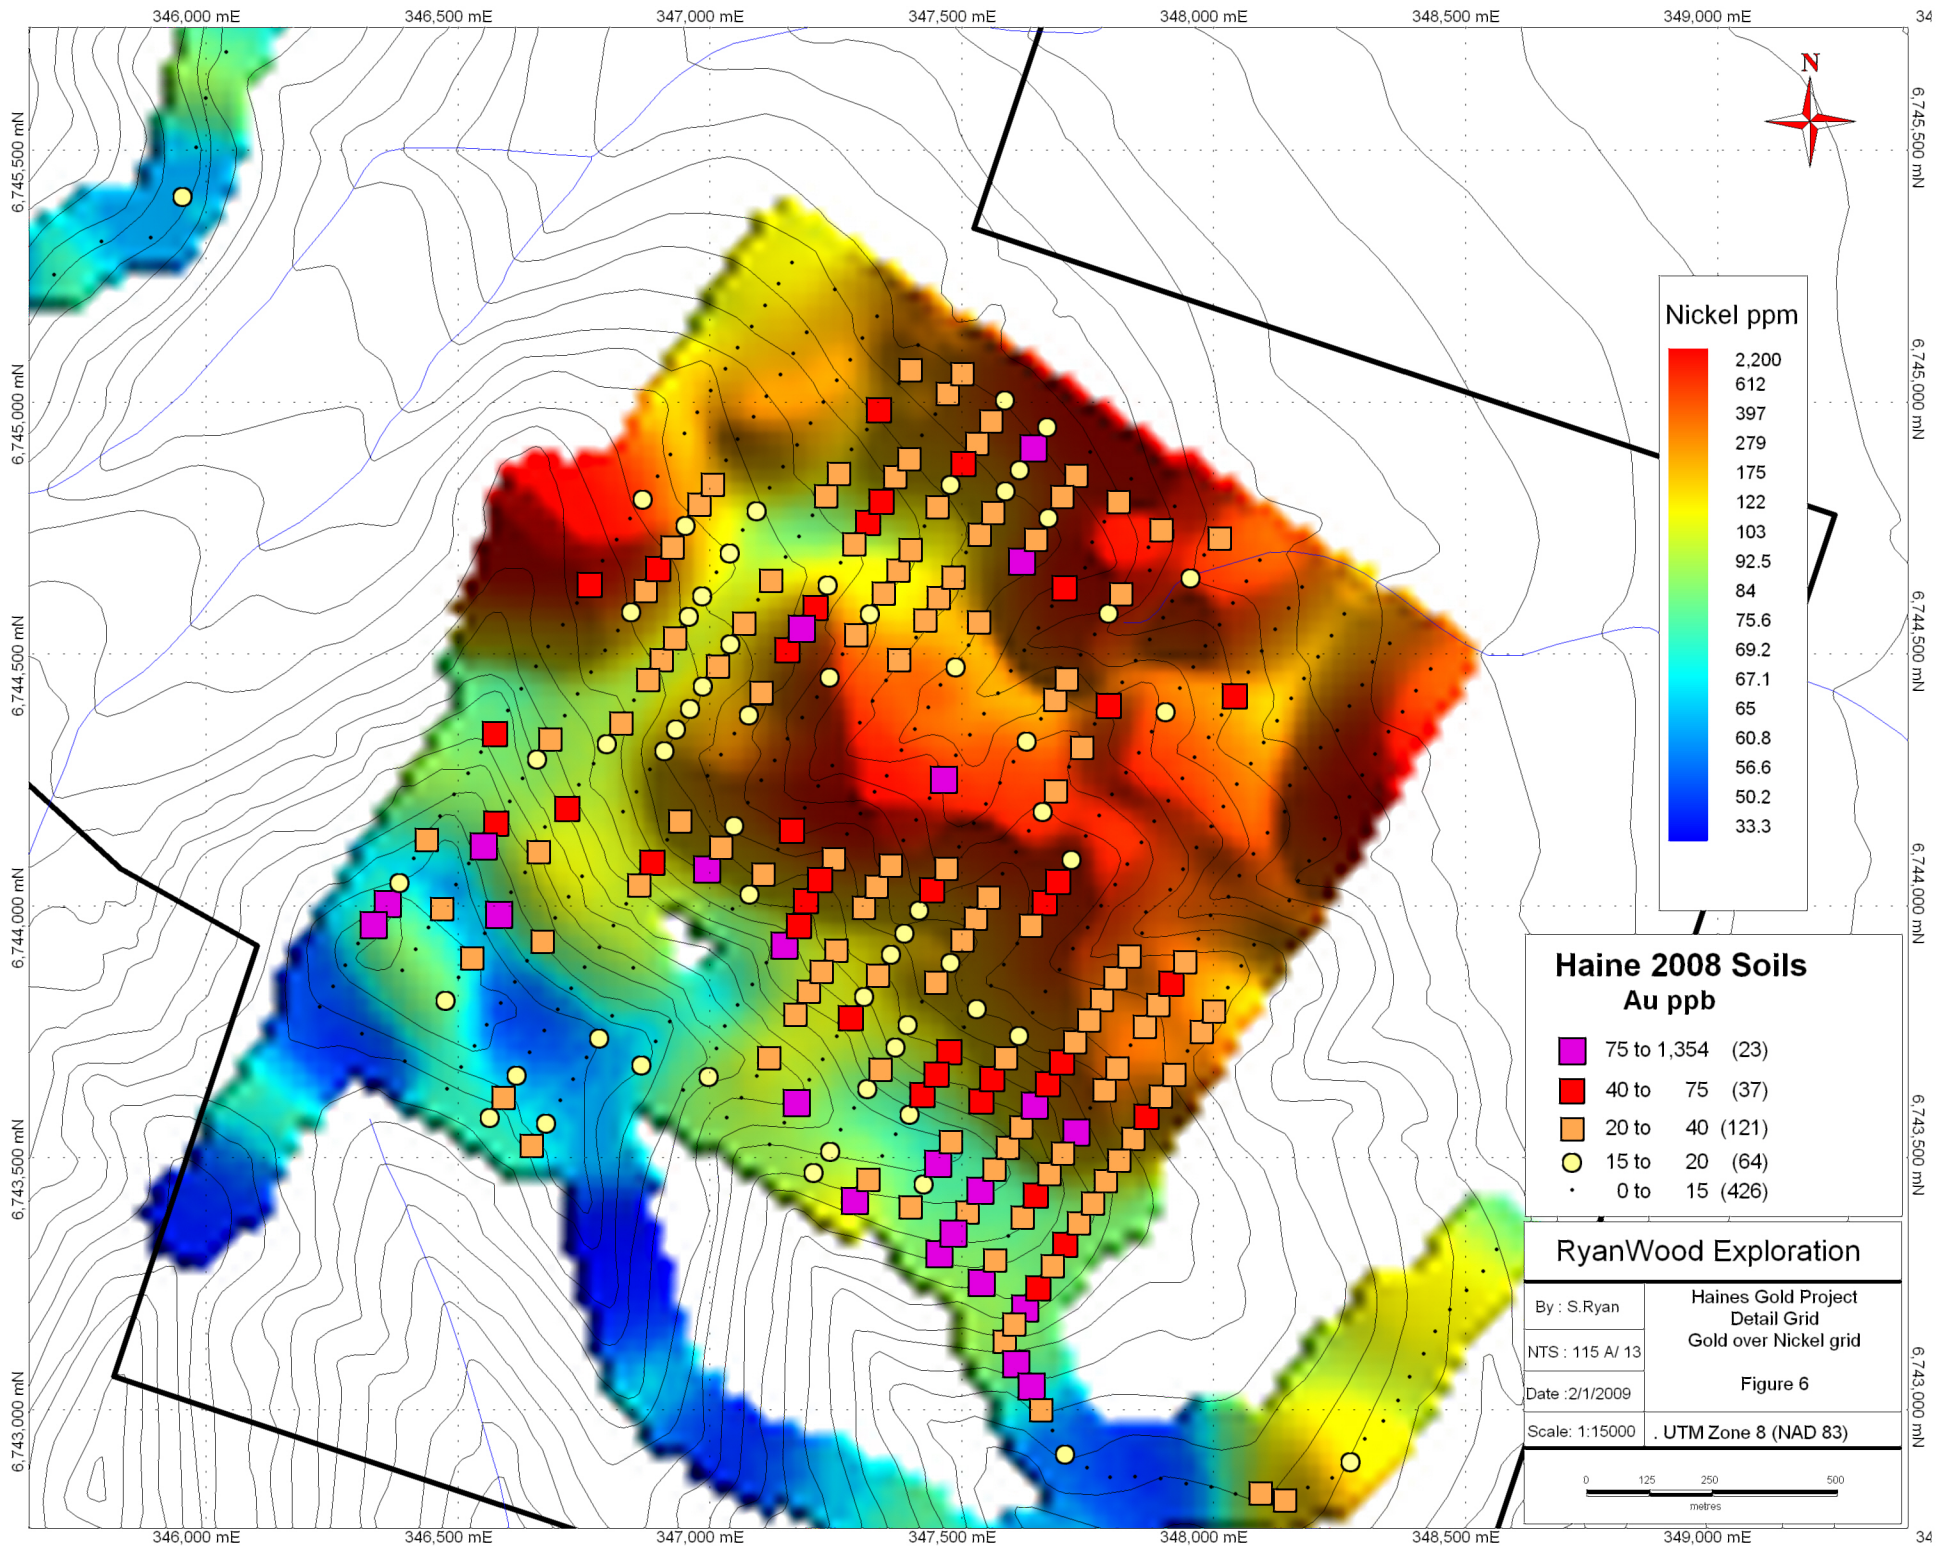 346,000 mE 346,500 mE 347,000 mE 347,500 mE 348,000 mE 348,500 mE 349,000 mE 34
N
6,745,500 mN 6,745,500 mN
6,745,000 mN 6,745,000 mN
6,744,500 mN 6,744,500 mN
6,744,000 mN 6,744,000 mN
6,743,500 mN 6,743,500 mN
6,743,000 mN 6,743,000 mN
Nickel ppm
2,200
612
397
279
175
122
103
92.5
84
75.6
69.2
67.1
65
60.8
56.6
50.2
33.3
Haine 2008 Soils
Au ppb
75 to 1,354 (23)
40 to 75 (37)
20 to 40 (121)
15 to 20 (64)
0 to 15 (426)
RyanWood Exploration
By : S.Ryan
NTS : 115 A/ 13
Date :2/1/2009
Scale: 1:15000
Haines Gold Project
Detail Grid
Gold over Nickel grid
Figure 6
. UTM Zone 8 (NAD 83)
0 125 250 500
metres
346,000 mE 346,500 mE 347,000 mE 347,500 mE 348,000 mE 348,500 mE 349,000 mE 34